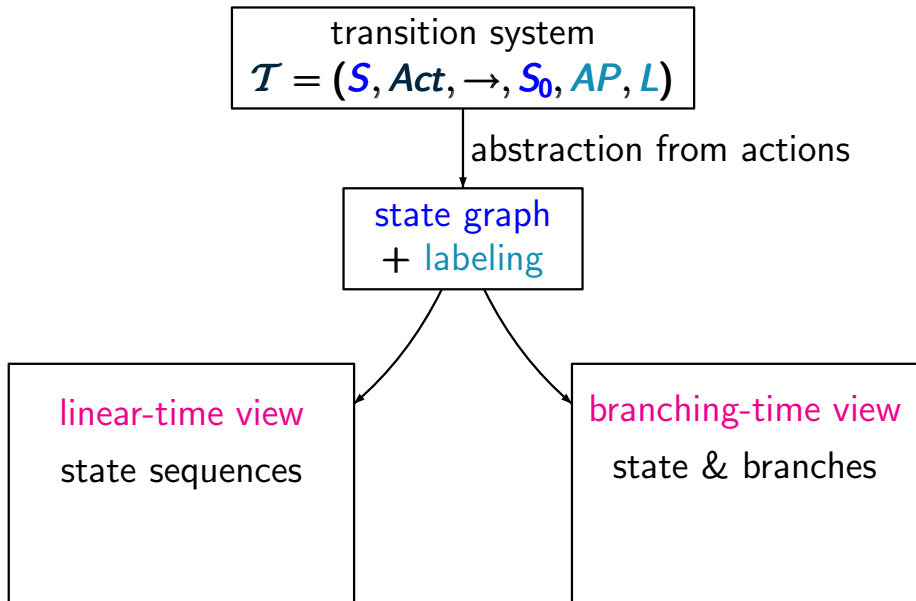 transition system
𝒯 = (S, Act, →, S₀, AP, L)
abstraction from actions
state graph
+ labeling
linear-time view
state sequences
branching-time view
state & branches